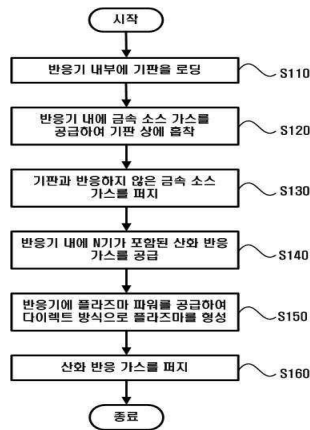 시작
반응기 내부에 기판을 로딩
S110
반응기 내에 금속 소스 가스를
공급하여 기판 상에 흡착
S120
기판과 반응하지 않은 금속 소스
가스를 퍼지
S130
반응기 내에 N기가 포함된 산화 반응
가스를 공급
S140
반응기에 플라즈마 파워를 공급하여
다이렉트 방식으로 플라즈마를 형성
S150
산화 반응 가스를 퍼지
S160
종료